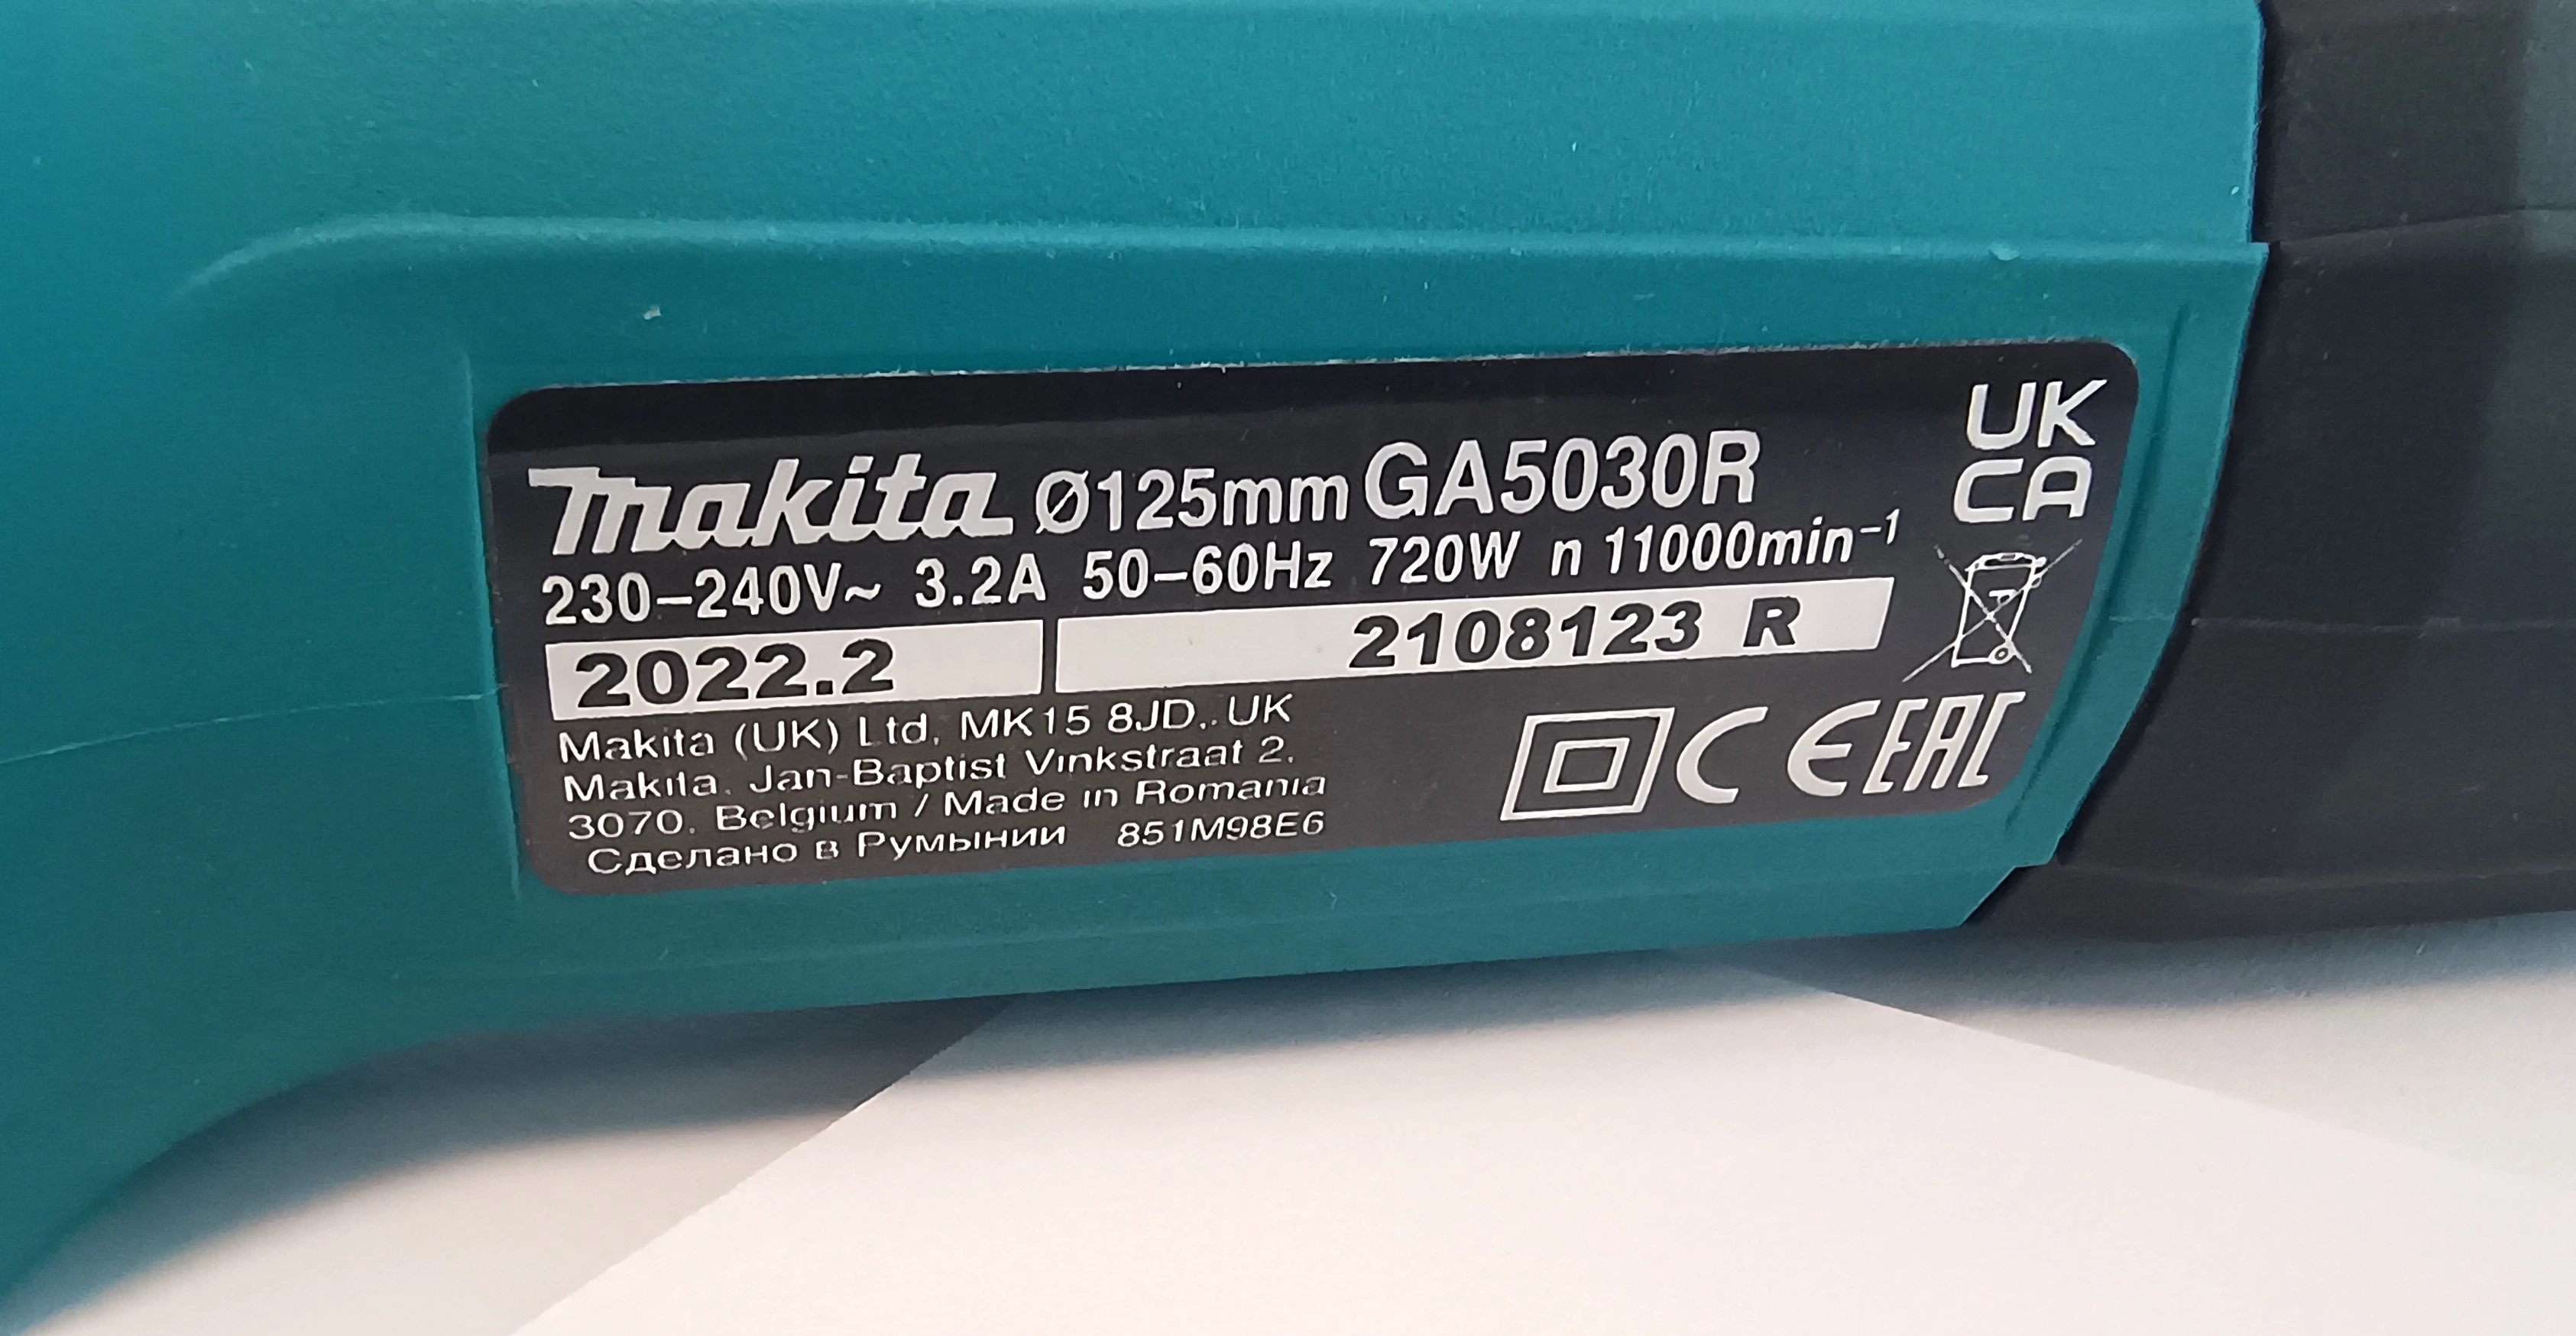 makita Ø125mm GA5030R
230-240V~ 3.2A 50-60Hz 720W n 11000min⁻¹
2022.2 2108123 R
Makita (UK) Ltd, MK15 8JD,. UK
Makita. Jan-Baptist Vinkstraat 2.
3070. Belgium / Made in Romania
Сделано в Румынии 851M98E6
UK
CA
CE EAC